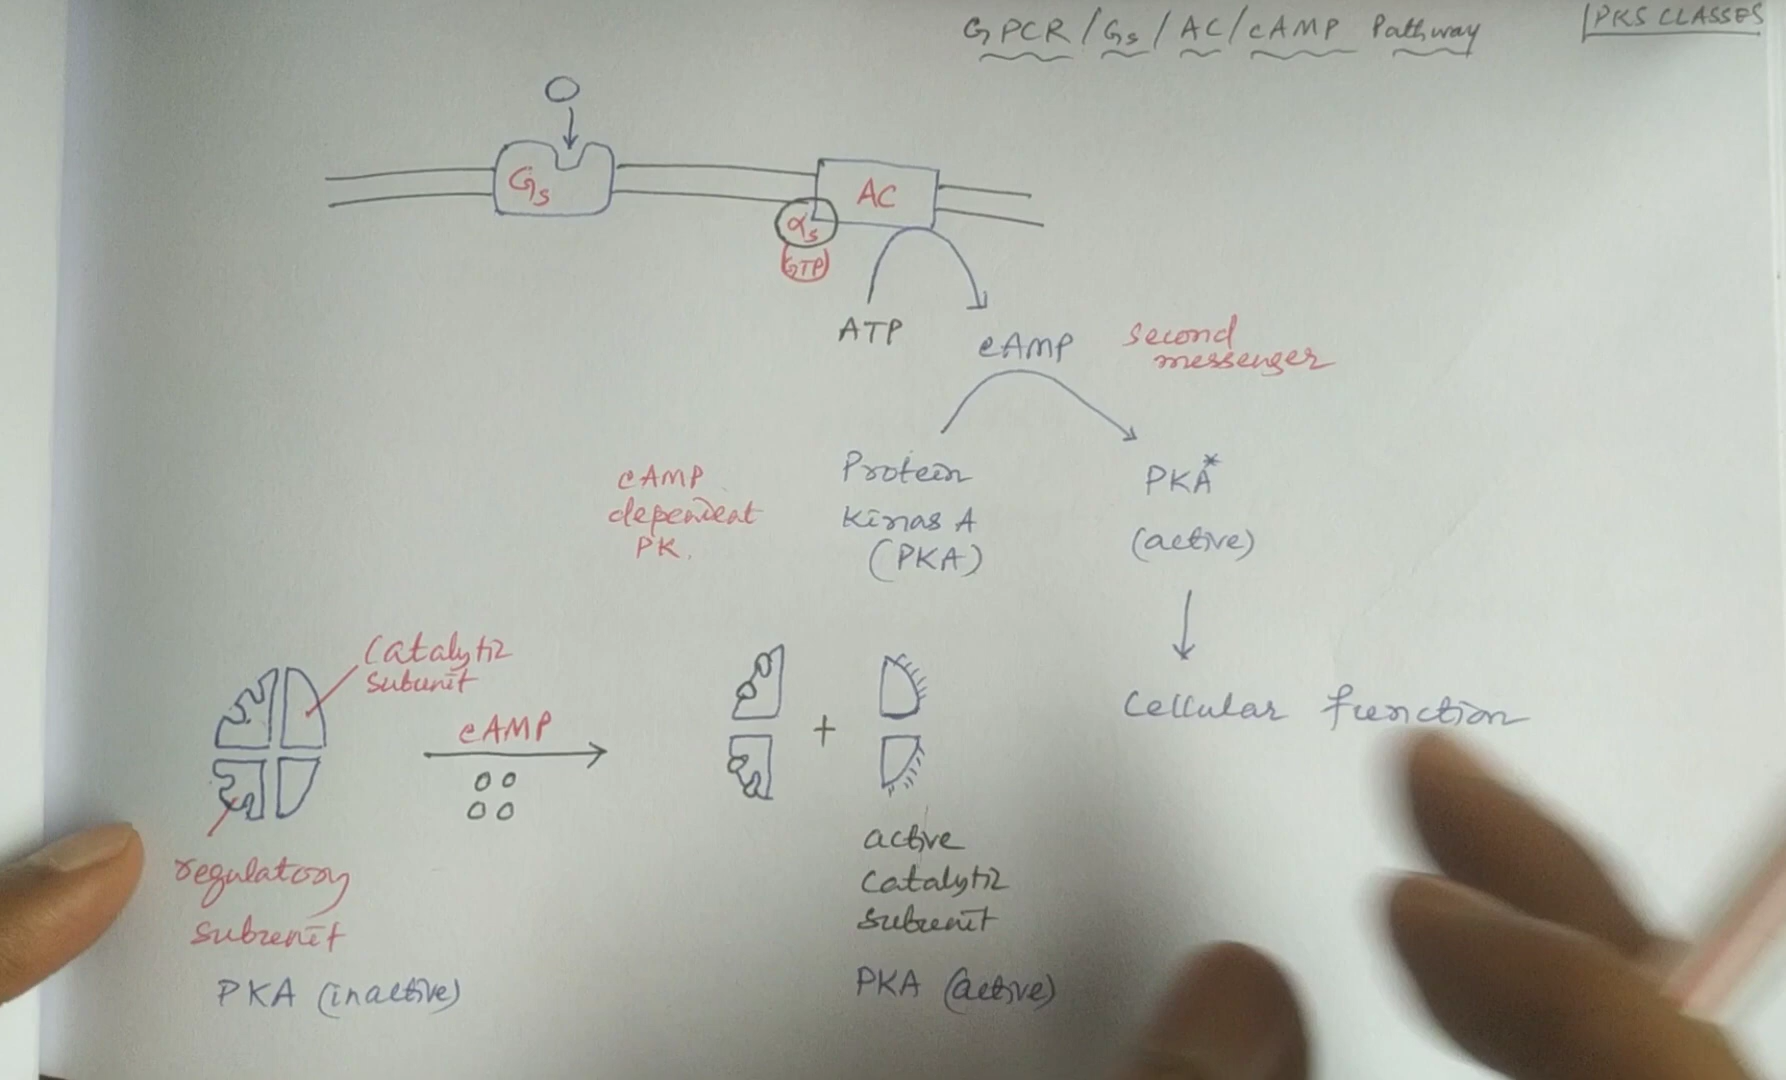 GPCR/Gs/AC/cAMP Pathway
PKS CLASSES
Gs
AC
αs
GTP
ATP
cAMP
second
messenger
cAMP
dependent
PK.
Protein
Kinas A
(PKA)
PKA*
(active)
Cellular function
Catalytic
subunit
cAMP
regulatory
subunit
PKA (inactive)
+
active
Catalytic
subunit
PKA (active)